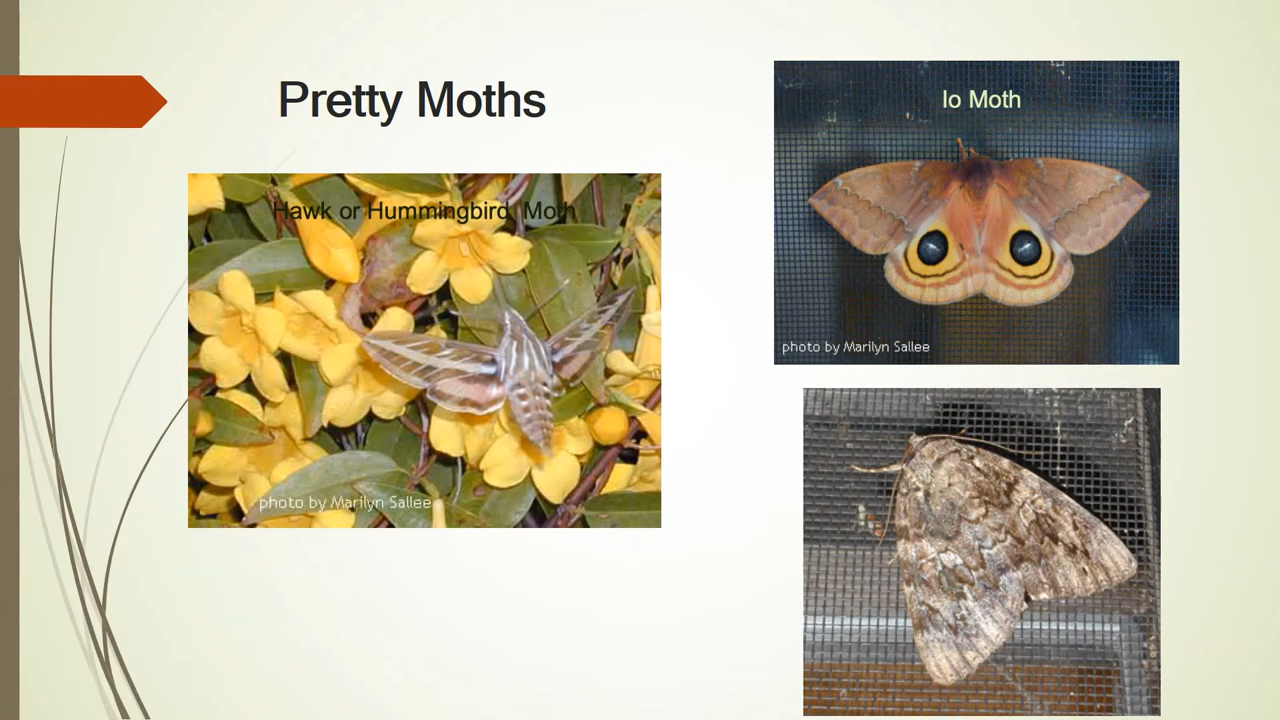 Pretty Moths
Hawk or Hummingbird Moth
photo by Marilyn Sallee
Io Moth
photo by Marilyn Sallee